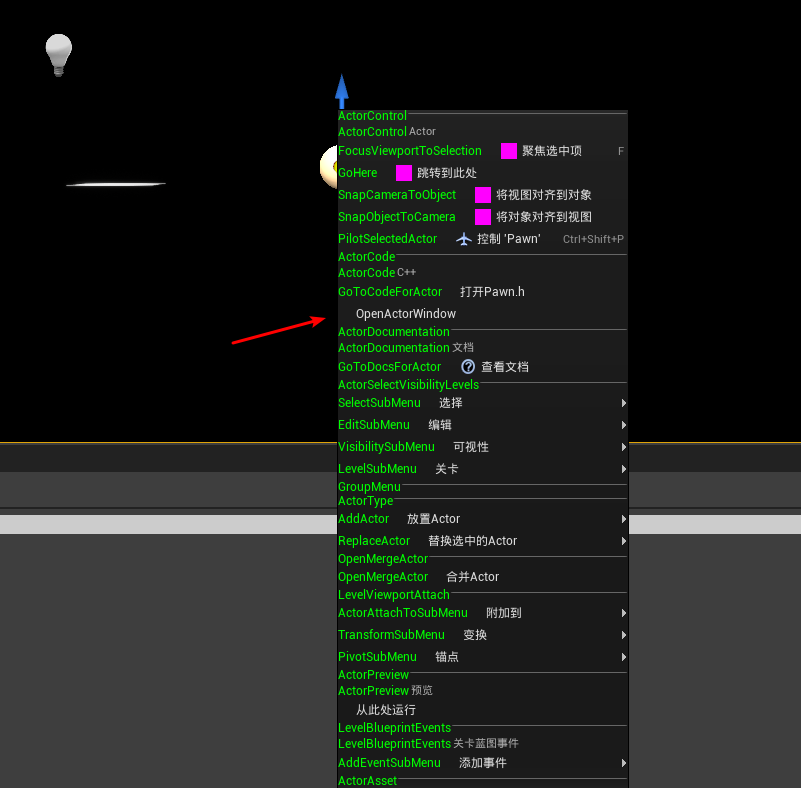 ActorControl
ActorControl Actor
FocusViewportToSelection 聚焦选中项 F
GoHere 跳转到此处
SnapCameraToObject 将视图对齐到对象
SnapObjectToCamera 将对象对齐到视图
PilotSelectedActor 控制 'Pawn' Ctrl+Shift+P
ActorCode
ActorCode C++
GoToCodeForActor 打开Pawn.h
OpenActorWindow
ActorDocumentation
ActorDocumentation 文档
GoToDocsForActor 查看文档
ActorSelectVisibilityLevels
SelectSubMenu 选择
EditSubMenu 编辑
VisibilitySubMenu 可视性
LevelSubMenu 关卡
GroupMenu
ActorType
AddActor 放置Actor
ReplaceActor 替换选中的Actor
OpenMergeActor
OpenMergeActor 合并Actor
LevelViewportAttach
ActorAttachToSubMenu 附加到
TransformSubMenu 变换
PivotSubMenu 锚点
ActorPreview
ActorPreview 预览
从此处运行
LevelBlueprintEvents
LevelBlueprintEvents 关卡蓝图事件
AddEventSubMenu 添加事件
ActorAsset